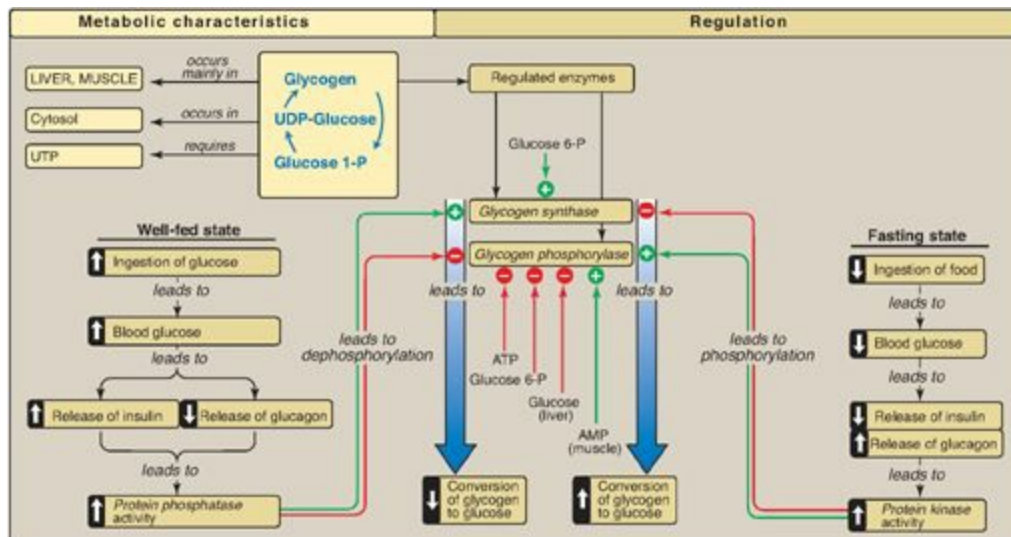 Metabolic characteristics
Regulation
LIVER, MUSCLE
occurs
mainly in
Cytosol
occurs in
UTP
requires
Glycogen
UDP-Glucose
Glucose 1-P
Regulated enzymes
Glucose 6-P
Glycogen synthase
Glycogen phosphorylase
Well-fed state
Ingestion of glucose
leads to
Blood glucose
leads to
Release of insulin
Release of glucagon
leads to
Protein phosphatase
activity
leads to
dephosphorylation
leads to
ATP
Glucose 6-P
Glucose
(liver)
AMP
(muscle)
leads to
Conversion
of glycogen
to glucose
Conversion
of glycogen
to glucose
leads to
phosphorylation
Fasting state
Ingestion of food
leads to
Blood glucose
leads to
Release of insulin
Release of glucagon
leads to
Protein kinase
activity